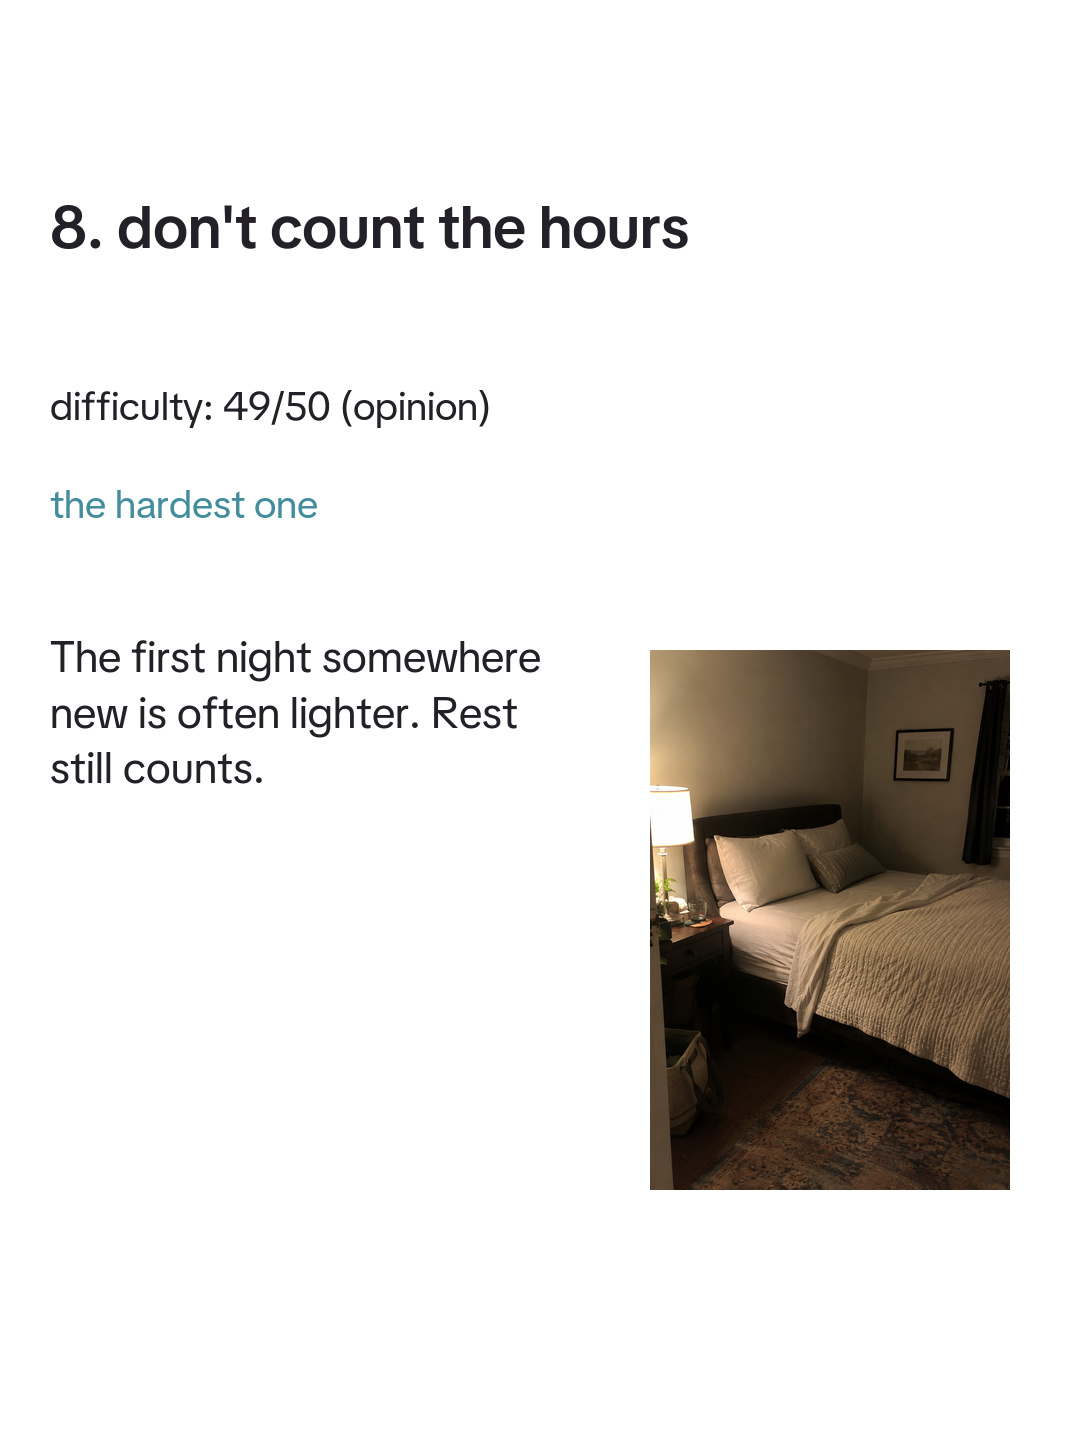 8. don't count the hours
difficulty: 49/50 (opinion)
the hardest one
The first night somewhere
new is often lighter. Rest
still counts.